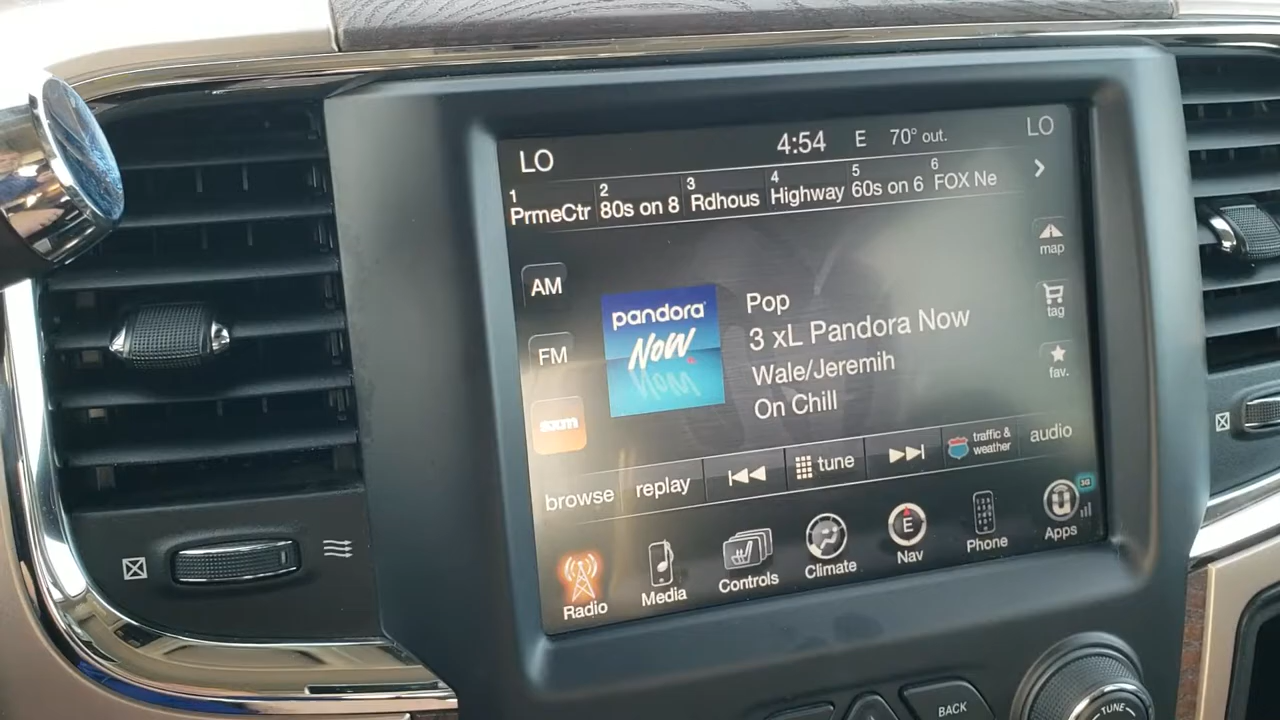 LO
4:54 E 70° out.
LO
1 PrmeCtr
2 80s on 8
3 Rdhous
4 Highway
5 60s on 6
6 FOX Ne
AM
FM
sxm
pandora
NOW
Pop
3 xL Pandora Now
Wale/Jeremih
On Chill
map
tag
fav.
browse
replay
tune
traffic &
weather
audio
Radio
Media
Controls
Climate
E
Nav
Phone
3G
Apps
BACK
TUNE